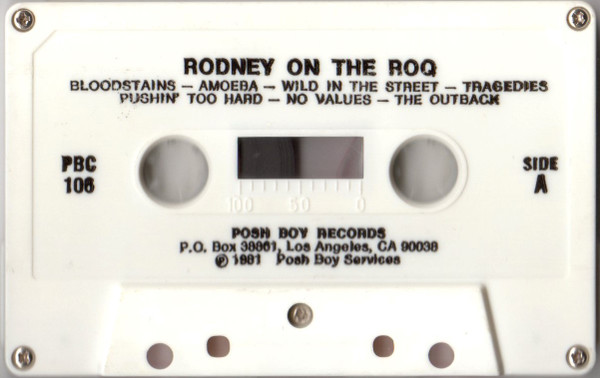 RODNEY ON THE ROQ
BLOODSTAINS – AMOEBA – WILD IN THE STREET – TRAGEDIES
PUSHIN' TOO HARD – NO VALUES – THE OUTBACK
PBC
106
SIDE
A
100 50 0
POSH BOY RECORDS
P.O. Box 38861, Los Angeles, CA 90038
℗ 1981 Posh Boy Services